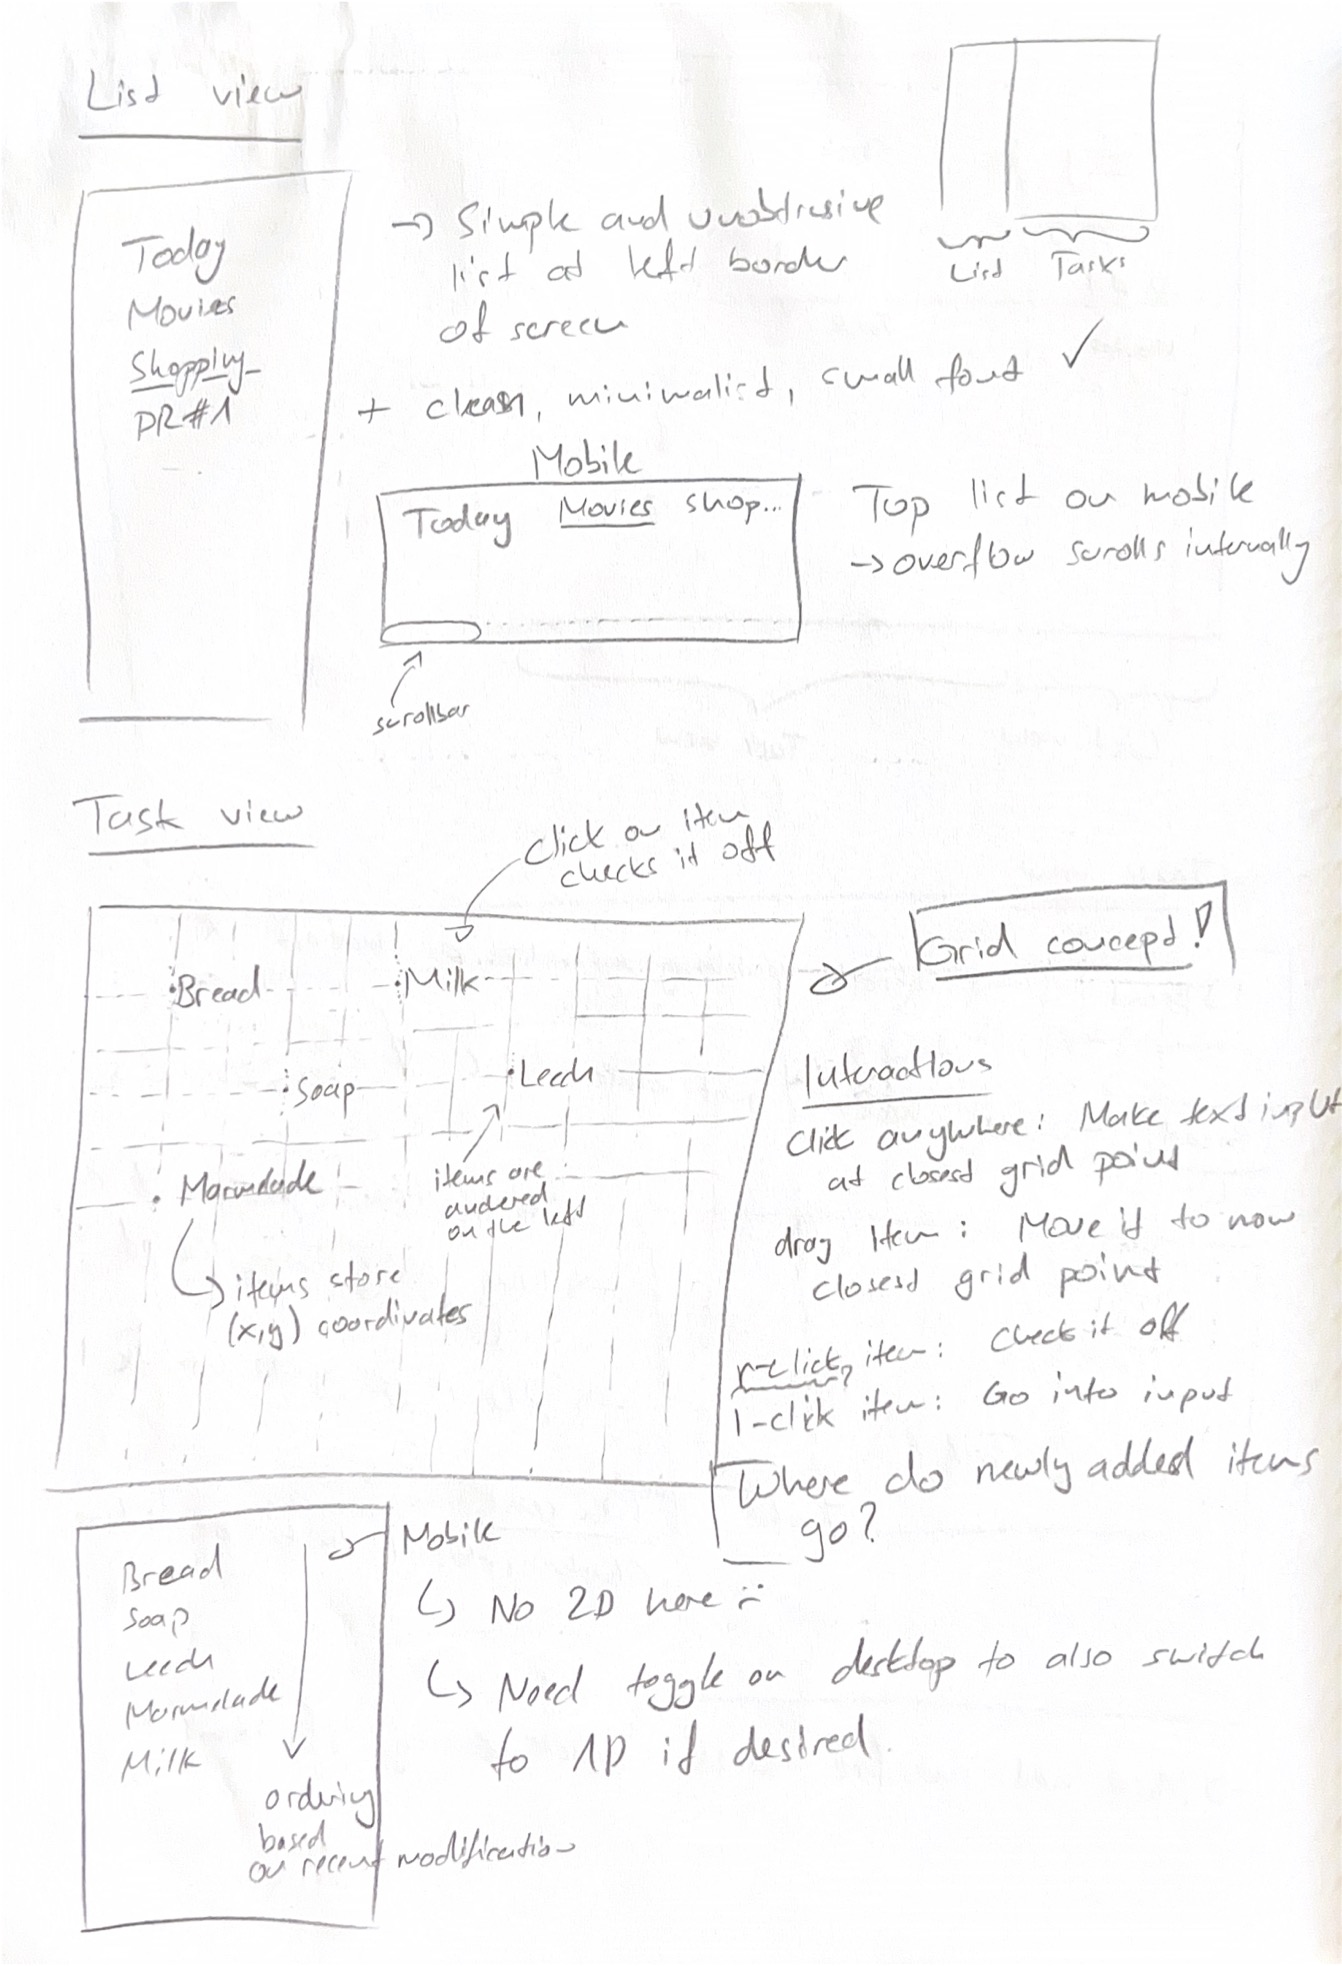 List view
List Tasks
Today
Movies
Shopping
PR#1
→ Simple and unobtrusive
list at left border
of screen
+ clean, minimalist, small font ✓
Mobile
Today Movies shop...
scrollbar
Top list on mobile
→ overflow scrolls internally
Task view
Click on item
checks it off
Bread Milk
Soap Leech
Marmelade
items are
anchored
on the left
items store
(x,y) coordinates
Grid concept!
Interactions
Click anywhere: Make text input
at closest grid point
drag item: Move it to now
closest grid point
r-click item: Check it off
?
l-click item: Go into input
Where do newly added items
go?
Mobile
↳ No 2D here :(
↳ Need toggle on desktop to also switch
to 1D if desired.
Bread
Soap
Leech
Marmelade
Milk
ordering
based
on recent modification